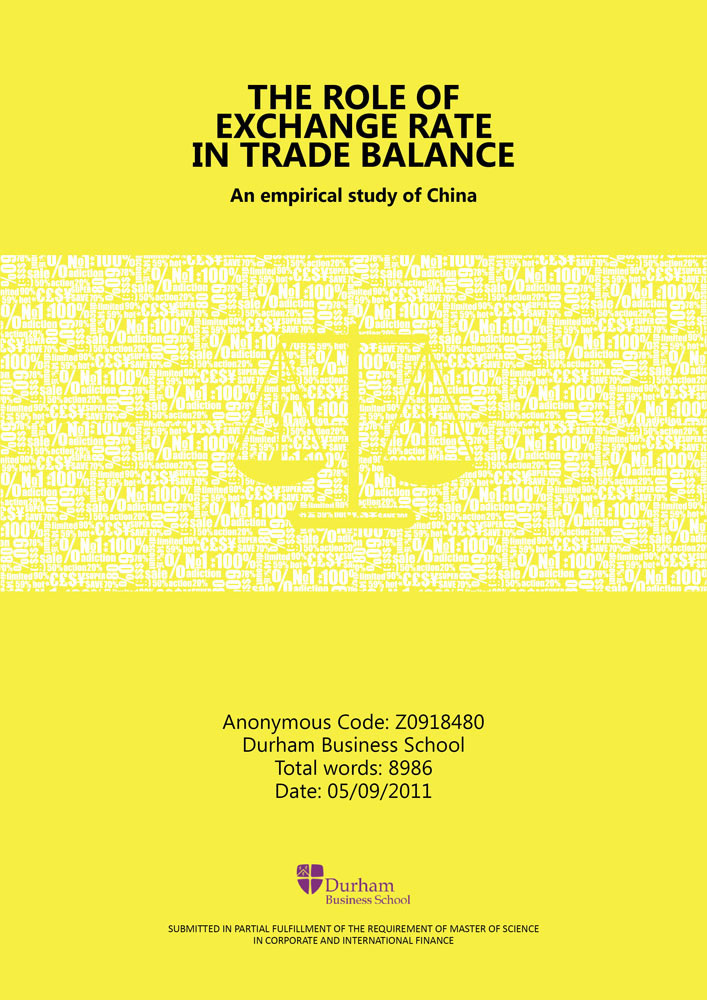 THE ROLE OF
EXCHANGE RATE
IN TRADE BALANCE
An empirical study of China
Anonymous Code: Z0918480
Durham Business School
Total words: 8986
Date: 05/09/2011
Durham
Business School
SUBMITTED IN PARTIAL FULFILLMENT OF THE REQUIREMENT OF MASTER OF SCIENCE
IN CORPORATE AND INTERNATIONAL FINANCE